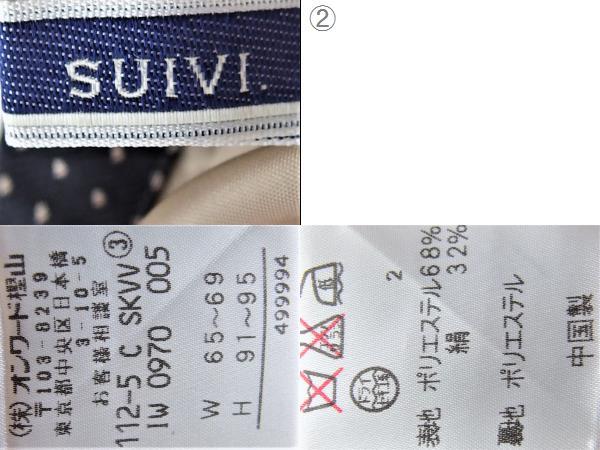 SUIVI.
②
(株)オンワード樫山
〒103-8239
東京都中央区日本橋
3-10-5
お客様相談室
112-5 C SKVV ③
IW 0970 005
W 65~69
H 91~95
499994
2
表地 ポリエステル68%
絹 32%
裏地 ポリエステル
中国製